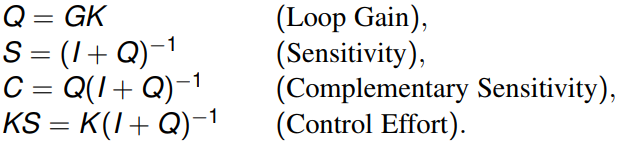 Q = GK (Loop Gain),
S = (I + Q)⁻¹ (Sensitivity),
C = Q(I + Q)⁻¹ (Complementary Sensitivity),
KS = K(I + Q)⁻¹ (Control Effort).